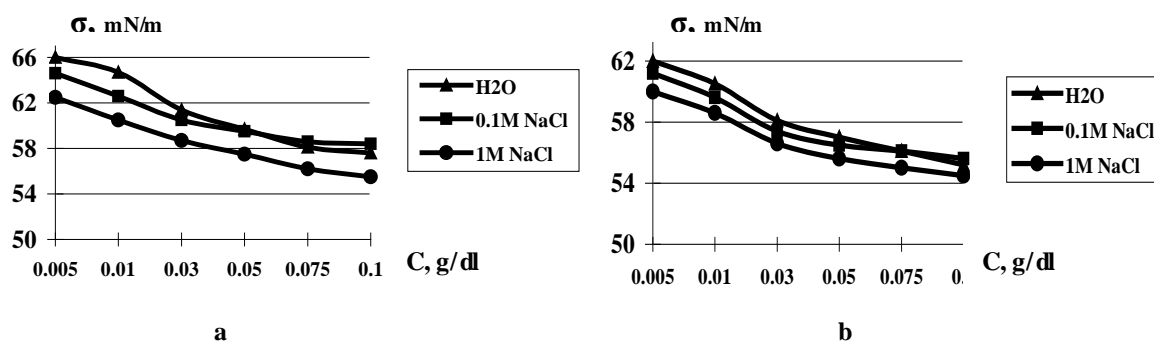 σ, mN/m
66
62
58
54
50
0.005 0.01 0.03 0.05 0.075 0.1
C, g/dl
H2O
0.1M NaCl
1M NaCl
a
σ, mN/m
62
58
54
50
0.005 0.01 0.03 0.05 0.075 0.
C, g/dl
H2O
0.1M NaCl
1M NaCl
b